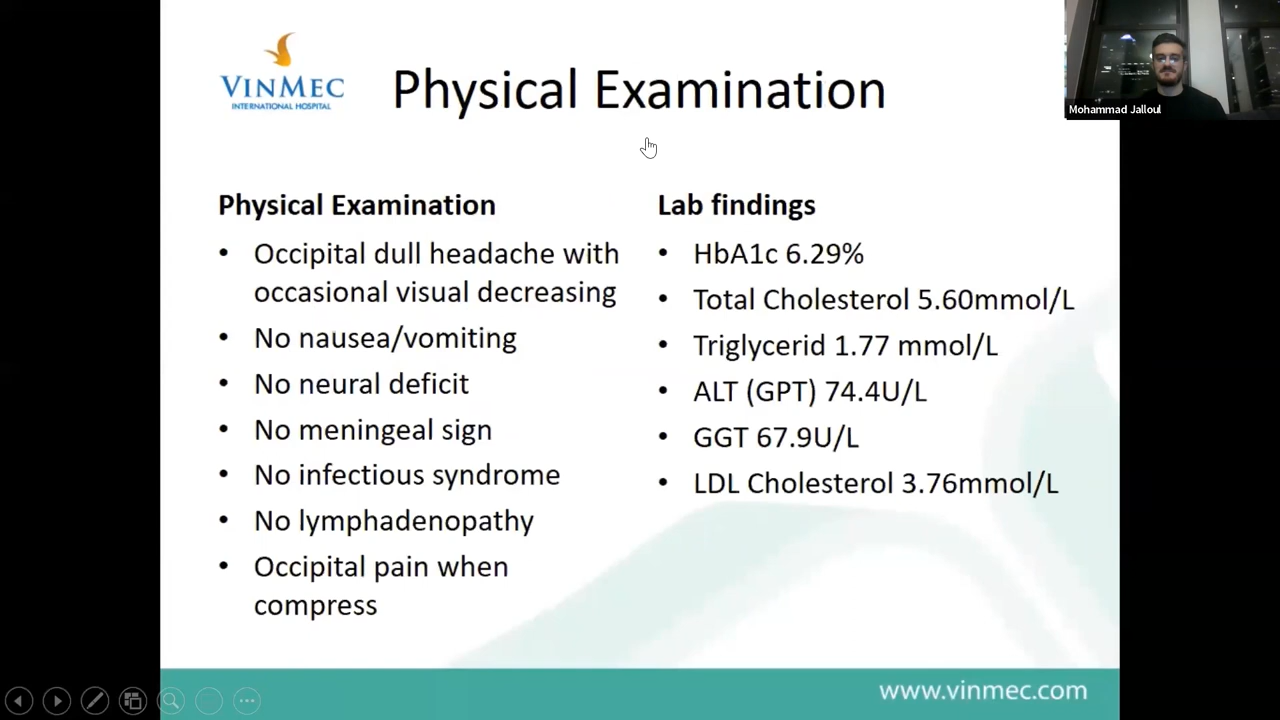 VINMEC
INTERNATIONAL HOSPITAL
Physical Examination
Mohammad Jalloul
Physical Examination
• Occipital dull headache with
occasional visual decreasing
• No nausea/vomiting
• No neural deficit
• No meningeal sign
• No infectious syndrome
• No lymphadenopathy
• Occipital pain when
compress
Lab findings
• HbA1c 6.29%
• Total Cholesterol 5.60mmol/L
• Triglycerid 1.77 mmol/L
• ALT (GPT) 74.4U/L
• GGT 67.9U/L
• LDL Cholesterol 3.76mmol/L
www.vinmec.com